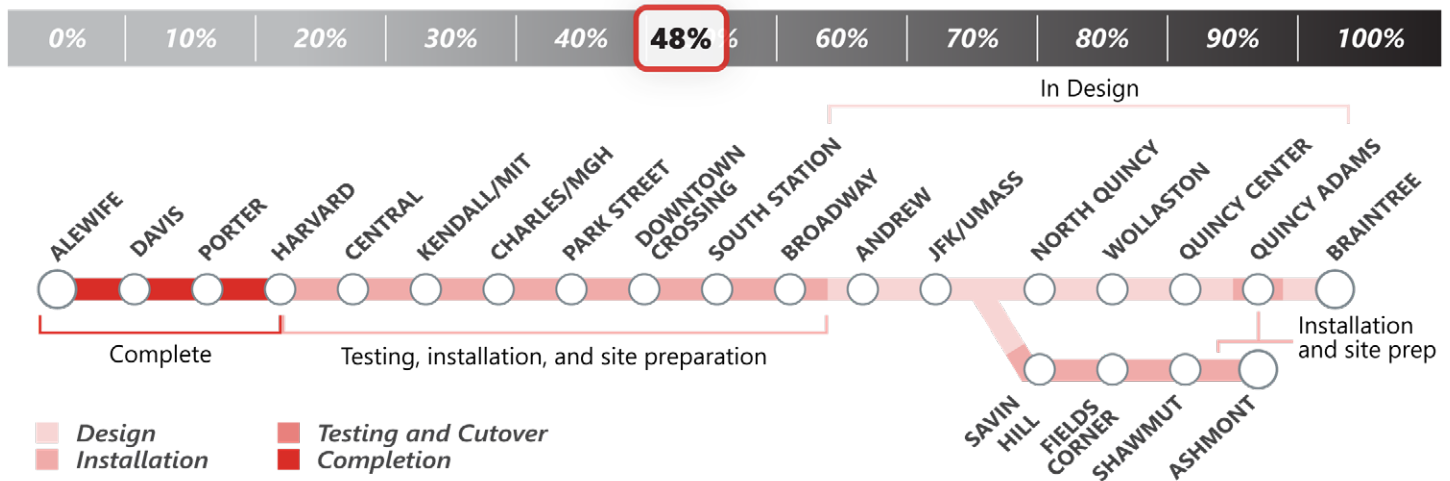 0% 10% 20% 30% 40% 48% % 60% 70% 80% 90% 100%
In Design
ALEWIFE
DAVIS
PORTER
HARVARD
CENTRAL
KENDALL/MIT
CHARLES/MGH
PARK STREET
DOWNTOWN
CROSSING
SOUTH STATION
BROADWAY
ANDREW
JFK/UMASS
NORTH QUINCY
WOLLASTON
QUINCY CENTER
QUINCY ADAMS
BRAINTREE
Complete
Testing, installation, and site preparation
Installation
and site prep
SAVIN
HILL
FIELDS
CORNER
SHAWMUT
ASHMONT
Design
Installation
Testing and Cutover
Completion